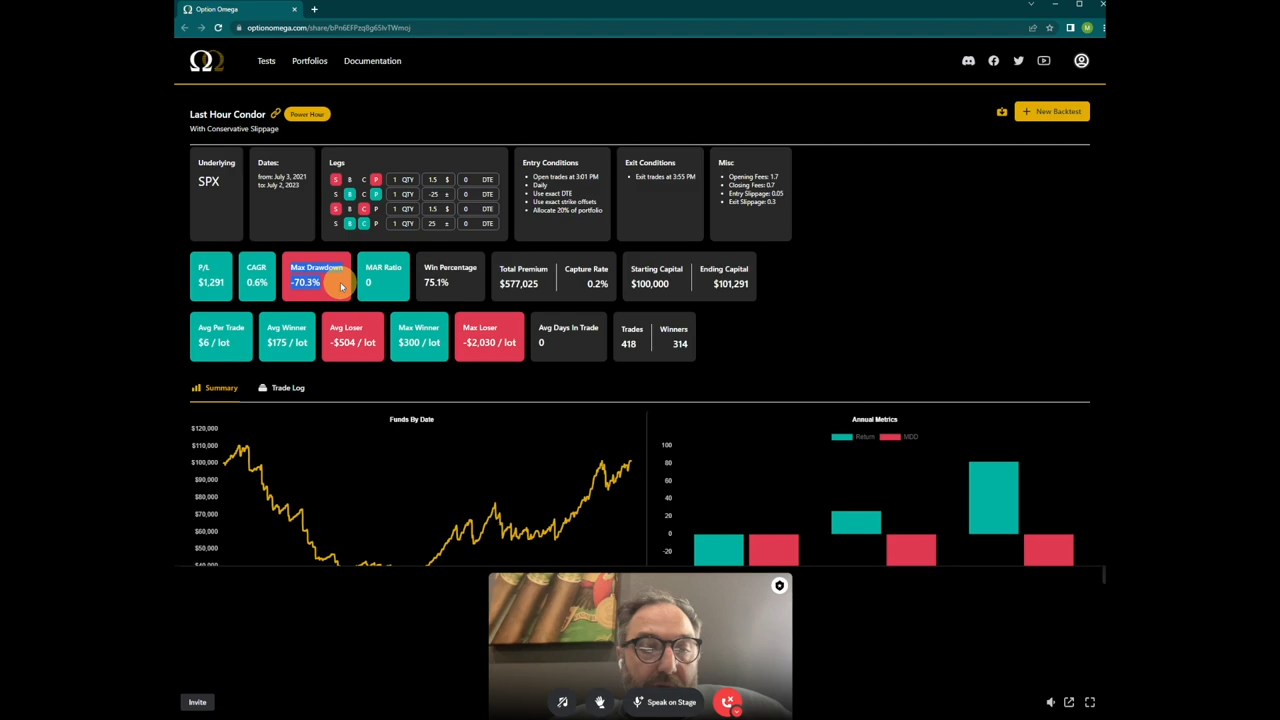 Option Omega
optionomega.com/share/bPn6EFPzq8g65IvTWmoj
Tests Portfolios Documentation
Last Hour Condor Power Hour
With Conservative Slippage
+ New Backtest
Underlying
SPX
Dates:
from: July 3, 2021
to: July 2, 2023
Legs
S B C P 1 QTY 1.5 $ 0 DTE
S B C P 1 QTY -25 ± 0 DTE
S B C P 1 QTY 1.5 $ 0 DTE
S B C P 1 QTY 25 ± 0 DTE
Entry Conditions
• Open trades at 3:01 PM
• Daily
• Use exact DTE
• Use exact strike offsets
• Allocate 20% of portfolio
Exit Conditions
• Exit trades at 3:55 PM
Misc
• Opening Fees: 1.7
• Closing Fees: 0.7
• Entry Slippage: 0.05
• Exit Slippage: 0.3
P/L
$1,291
CAGR
0.6%
Max Drawdown
-70.3%
MAR Ratio
0
Win Percentage
75.1%
Total Premium
$577,025
Capture Rate
0.2%
Starting Capital
$100,000
Ending Capital
$101,291
Avg Per Trade
$6 / lot
Avg Winner
$175 / lot
Avg Loser
-$504 / lot
Max Winner
$300 / lot
Max Loser
-$2,030 / lot
Avg Days In Trade
0
Trades
418
Winners
314
Summary Trade Log
Funds By Date
$120,000
$110,000
$100,000
$90,000
$80,000
$70,000
$60,000
$50,000
$40,000
Annual Metrics
Return MDD
100
80
60
40
20
0
-20
Invite
Speak on Stage